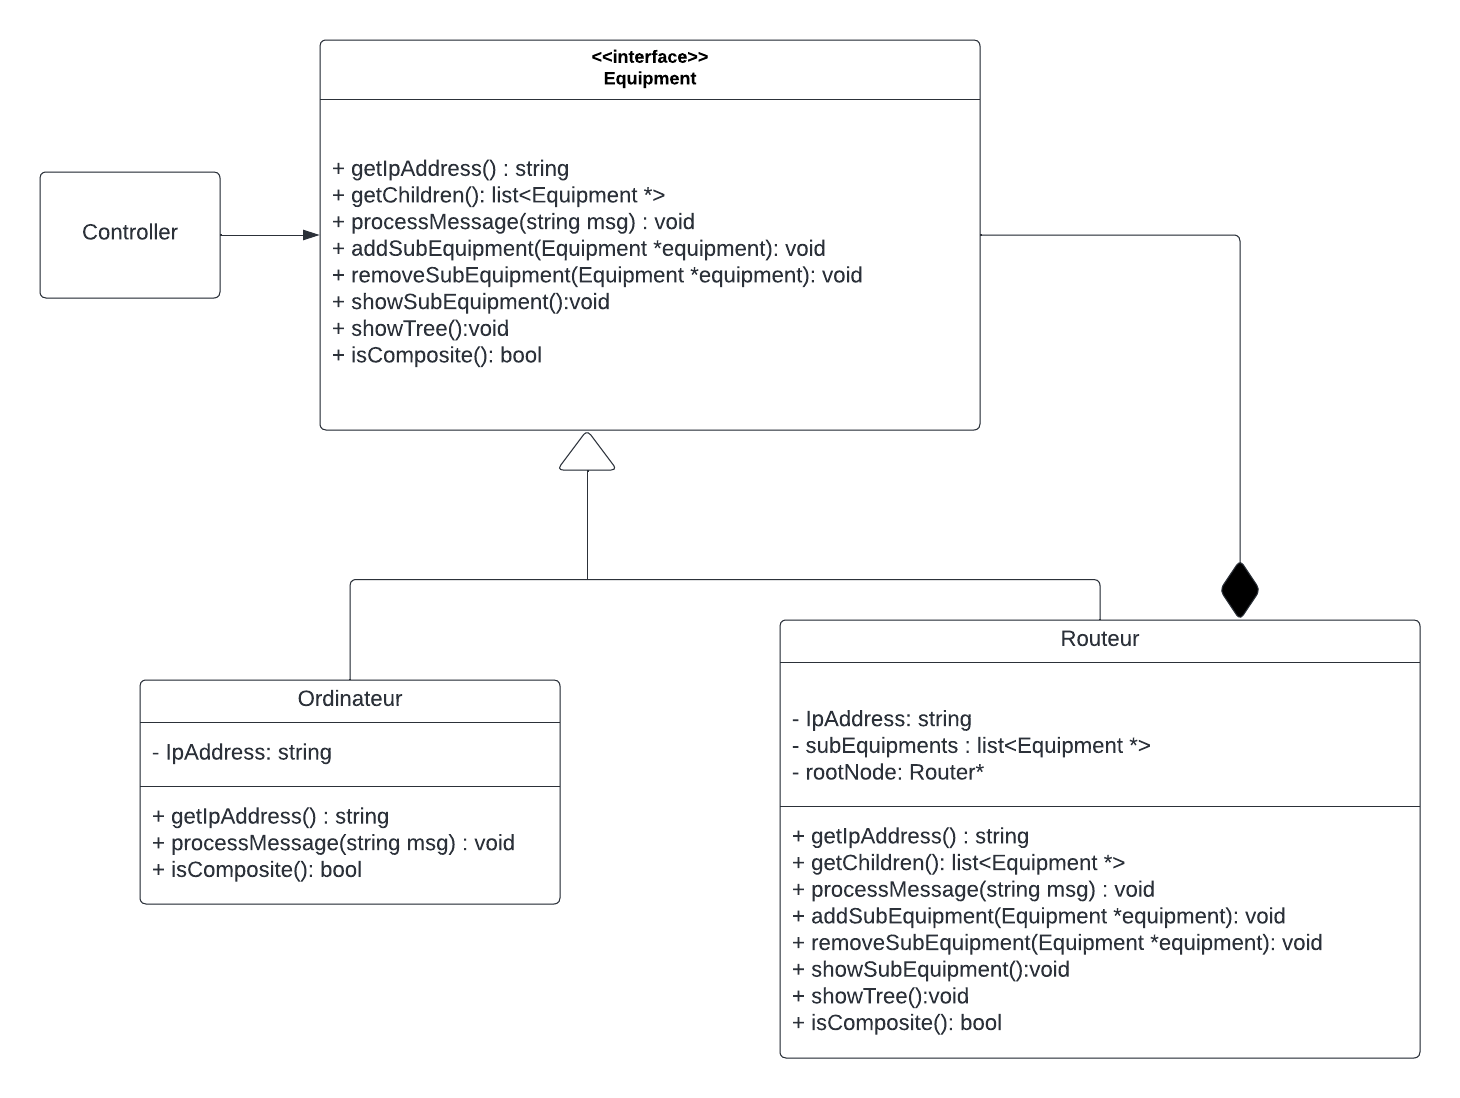 <<interface>>
Equipment
+ getIpAddress() : string
+ getChildren(): list<Equipment *>
+ processMessage(string msg) : void
+ addSubEquipment(Equipment *equipment): void
+ removeSubEquipment(Equipment *equipment): void
+ showSubEquipment():void
+ showTree():void
+ isComposite(): bool
Controller
Ordinateur
- IpAddress: string
+ getIpAddress() : string
+ processMessage(string msg) : void
+ isComposite(): bool
Routeur
- IpAddress: string
- subEquipments : list<Equipment *>
- rootNode: Router*
+ getIpAddress() : string
+ getChildren(): list<Equipment *>
+ processMessage(string msg) : void
+ addSubEquipment(Equipment *equipment): void
+ removeSubEquipment(Equipment *equipment): void
+ showSubEquipment():void
+ showTree():void
+ isComposite(): bool